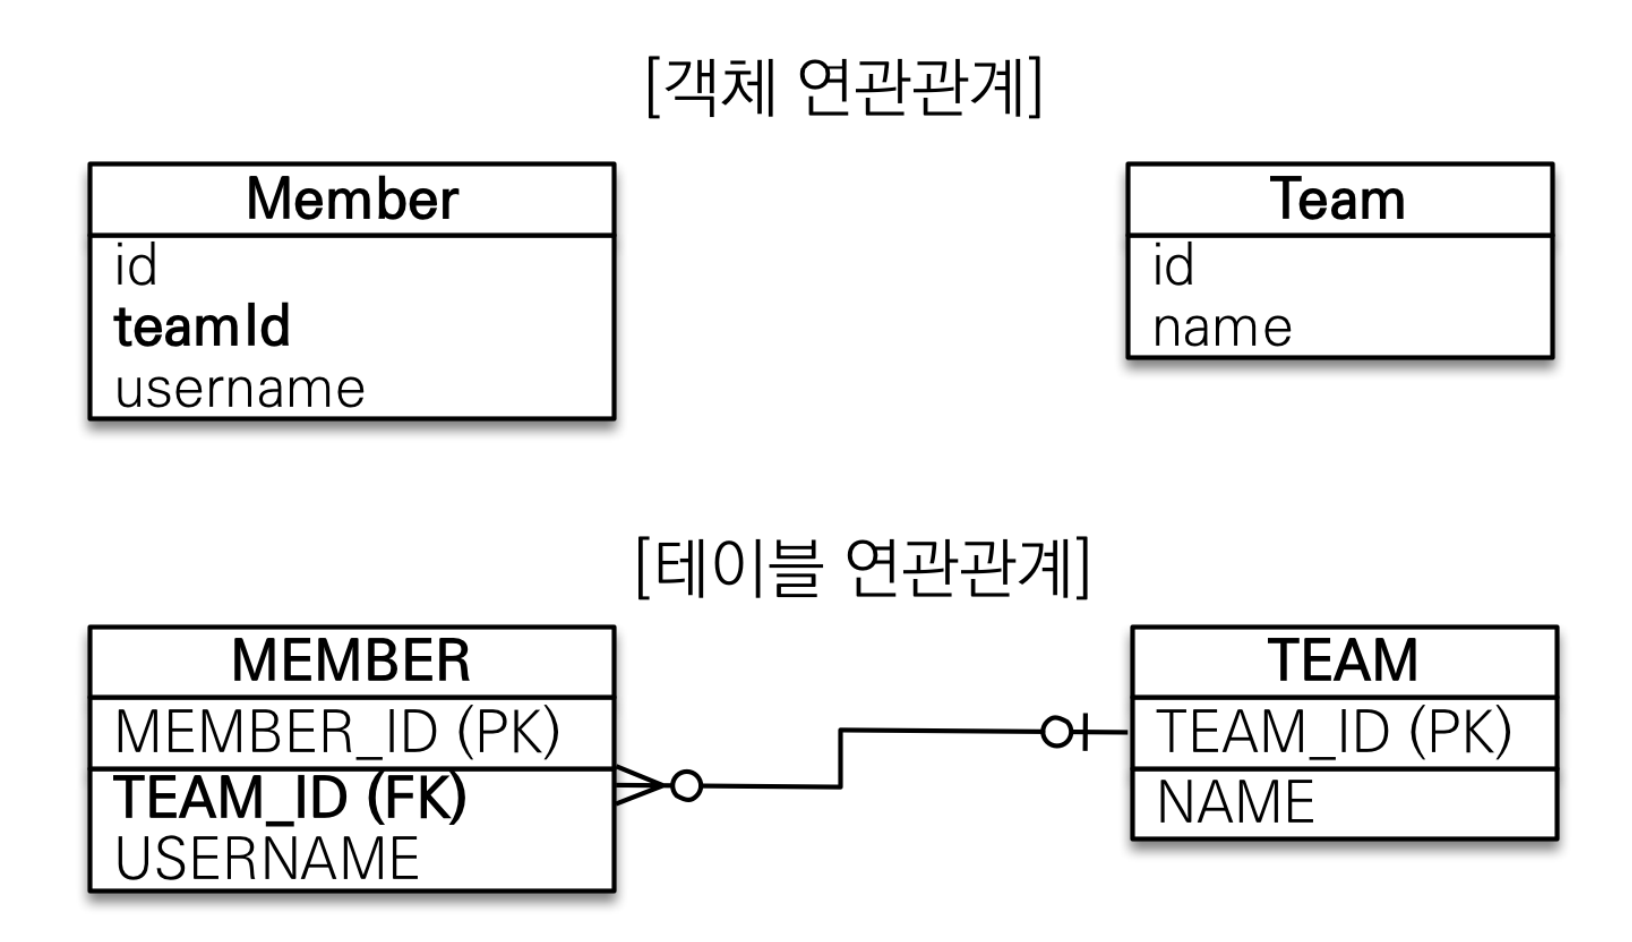 [객체 연관관계]
Member
id
teamId
username
Team
id
name
[테이블 연관관계]
MEMBER
MEMBER_ID (PK)
TEAM_ID (FK)
USERNAME
TEAM
TEAM_ID (PK)
NAME